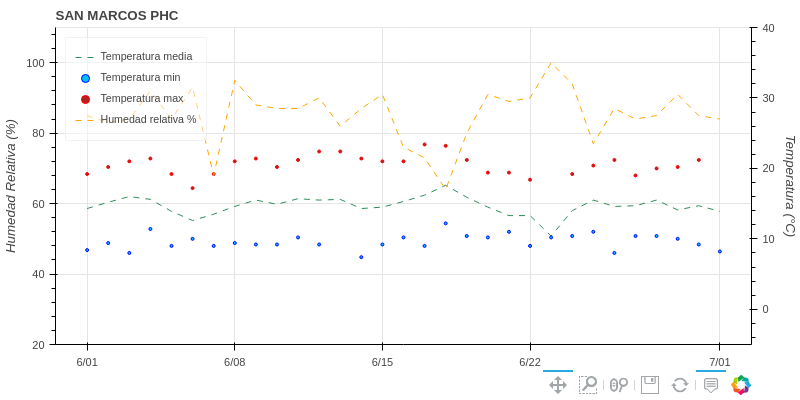 SAN MARCOS PHC
Temperatura media
Temperatura min
Temperatura max
Humedad relativa %
Humedad Relativa (%)
100
80
60
40
20
Temperatura (°C)
40
30
20
10
0
6/01
6/08
6/15
6/22
7/01